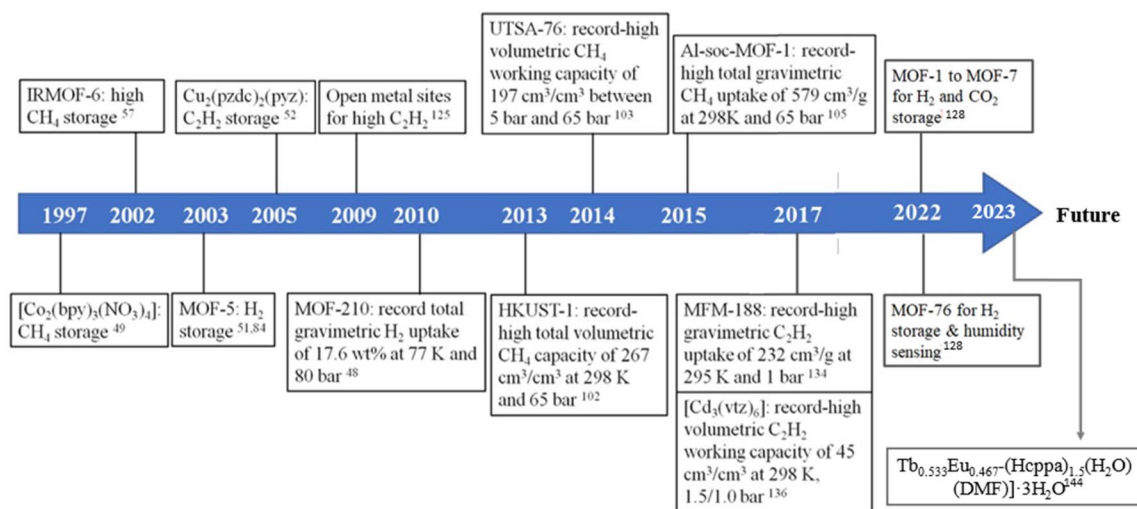 IRMOF-6: high
CH₄ storage ⁵⁷
Cu₂(pzdc)₂(pyz):
C₂H₂ storage ⁵²
Open metal sites
for high C₂H₂ ¹²⁵
UTSA-76: record-high
volumetric CH₄
working capacity of
197 cm³/cm³ between
5 bar and 65 bar ¹⁰³
Al-soc-MOF-1: record-
high total gravimetric
CH₄ uptake of 579 cm³/g
at 298K and 65 bar ¹⁰⁵
MOF-1 to MOF-7
for H₂ and CO₂
storage ¹²⁸
1997 2002 2003 2005 2009 2010 2013 2014 2015 2017 2022 2023 Future
[Co₂(bpy)₃(NO₃)₄]:
CH₄ storage ⁴⁹
MOF-5: H₂
storage ⁵¹,⁸⁴
MOF-210: record total
gravimetric H₂ uptake
of 17.6 wt% at 77 K and
80 bar ⁴⁸
HKUST-1: record-
high total volumetric
CH₄ capacity of 267
cm³/cm³ at 298 K
and 65 bar ¹⁰²
MFM-188: record-
high gravimetric C₂H₂
uptake of 232 cm³/g at
295 K and 1 bar ¹³⁴
[Cd₃(vtz)₆]: record-high
volumetric C₂H₂
working capacity of 45
cm³/cm³ at 298 K,
1.5/1.0 bar ¹³⁶
MOF-76 for H₂
storage & humidity
sensing ¹²⁸
Tb₀.₅₃₃Eu₀.₄₆₇-(Hcppa)₁.₅(H₂O)
(DMF)]·3H₂O¹⁴⁴